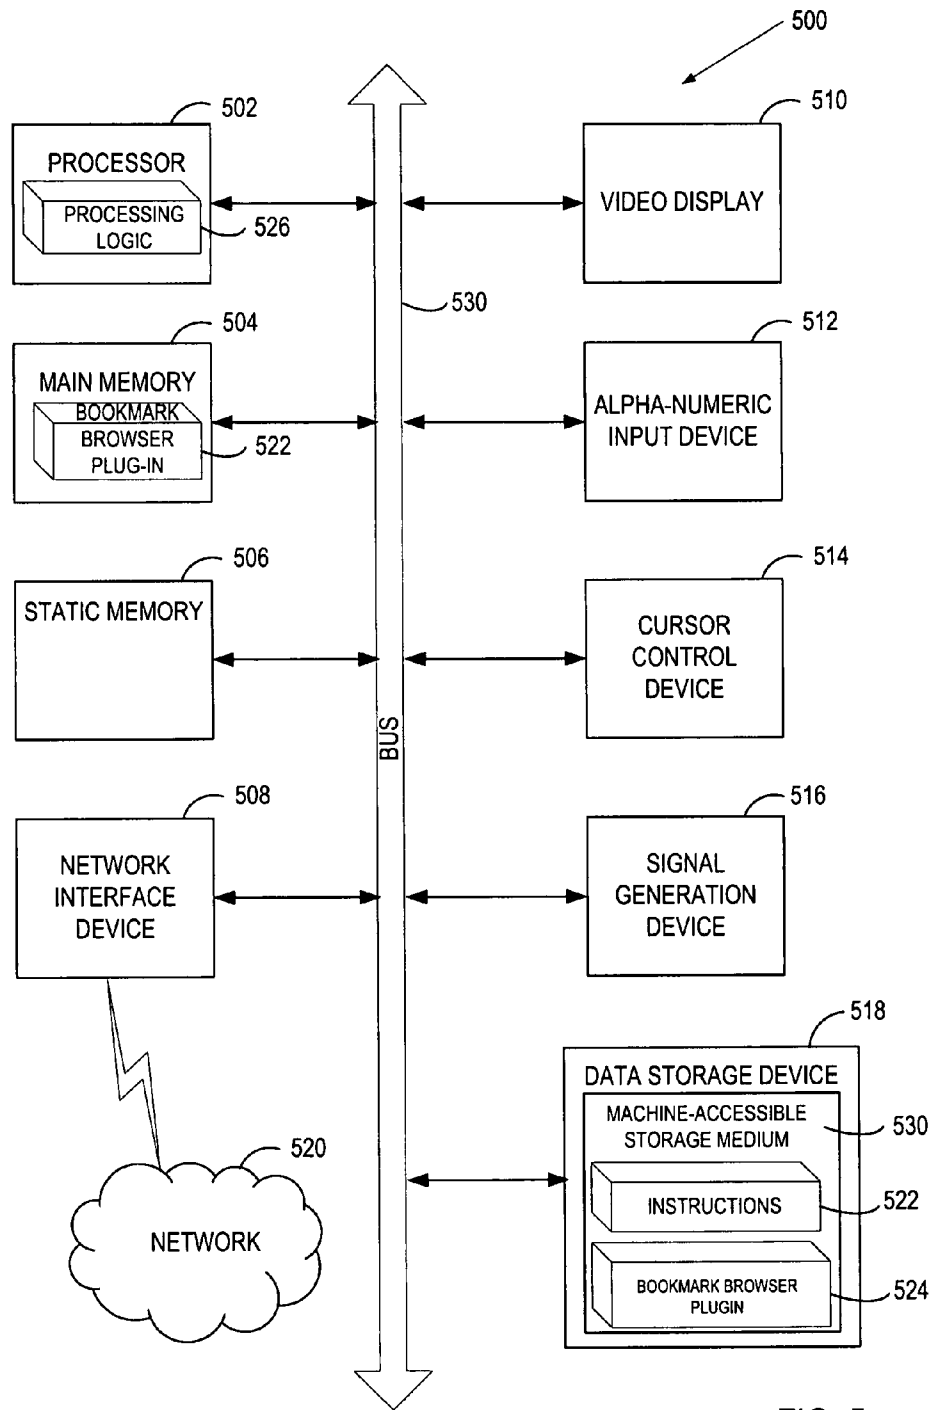 500
502
PROCESSOR
PROCESSING
LOGIC
526
510
VIDEO DISPLAY
530
504
MAIN MEMORY
BOOKMARK
BROWSER
PLUG-IN
522
512
ALPHA-NUMERIC
INPUT DEVICE
506
STATIC MEMORY
514
CURSOR
CONTROL
DEVICE
BUS
508
NETWORK
INTERFACE
DEVICE
516
SIGNAL
GENERATION
DEVICE
518
DATA STORAGE DEVICE
MACHINE-ACCESSIBLE
STORAGE MEDIUM
530
INSTRUCTIONS
522
BOOKMARK BROWSER
PLUGIN
524
520
NETWORK